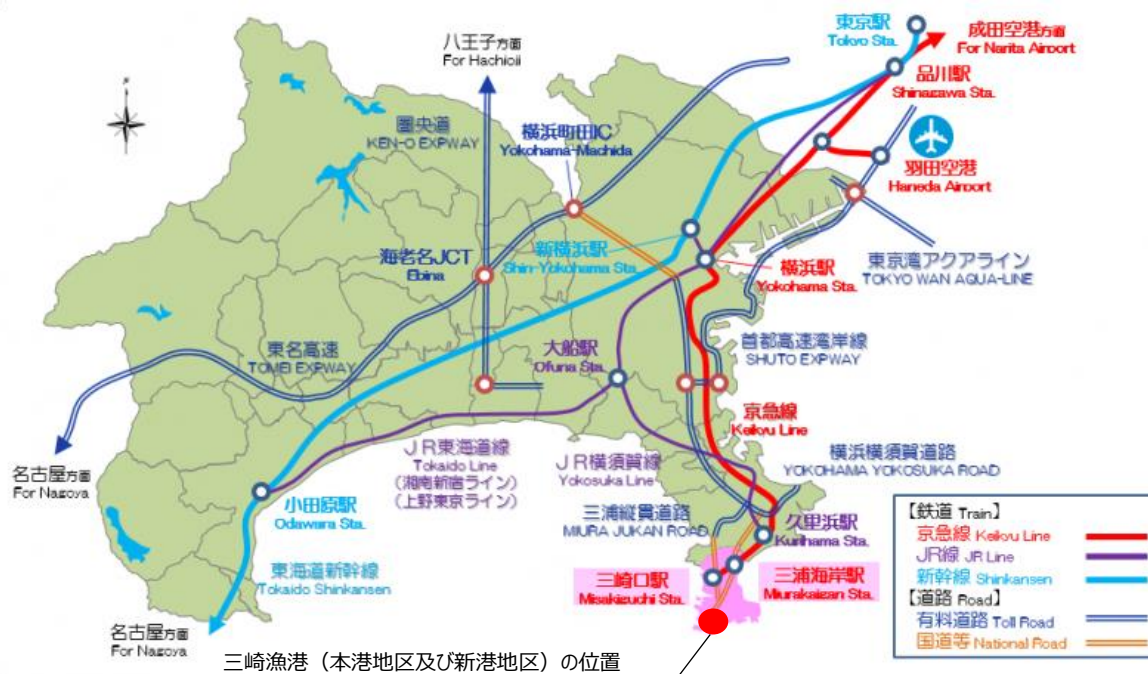 東京駅
Tokyo Sta.
成田空港方面
For Narita Airport
八王子方面
For Hachioji
品川駅
Shinagawa Sta.
N
圏央道
KEN-O EXPWAY
横浜町田IC
Yokohama-Machida
羽田空港
Haneda Airport
海老名JCT
Ebina
新横浜駅
Shin-Yokohama Sta.
横浜駅
Yokohama Sta.
東京湾アクアライン
TOKYO WAN AQUA-LINE
東名高速
TOMEI EXPWAY
大船駅
Ofuna Sta.
首都高速湾岸線
SHUTO EXPWAY
京急線
Keikyu Line
名古屋方面
For Nagoya
小田原駅
Odawara Sta.
JR東海道線
Tokaido Line
(湘南新宿ライン)
(上野東京ライン)
JR横須賀線
Yokosuka Line
横浜横須賀道路
YOKOHAMA YOKOSUKA ROAD
三浦縦貫道路
MIURA JUKAN ROAD
久里浜駅
Kurihama Sta.
東海道新幹線
Tokaido Shinkansen
三崎口駅
Misakiguchi Sta.
三浦海岸駅
Miurakaigan Sta.
名古屋方面
For Nagoya
【鉄道 Train】
京急線 Keikyu Line
JR線 JR Line
新幹線 Shinkansen
【道路 Road】
有料道路 Toll Road
国道等 National Road
三崎漁港（本港地区及び新港地区）の位置